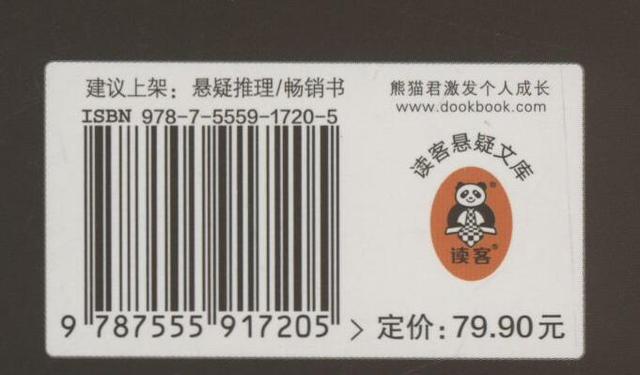 建议上架：悬疑推理/畅销书
ISBN 978-7-5559-1720-5
9 787555 917205 >
熊猫君激发个人成长
www.dookbook.com
读客悬疑文库
读客®
定价：79.90元